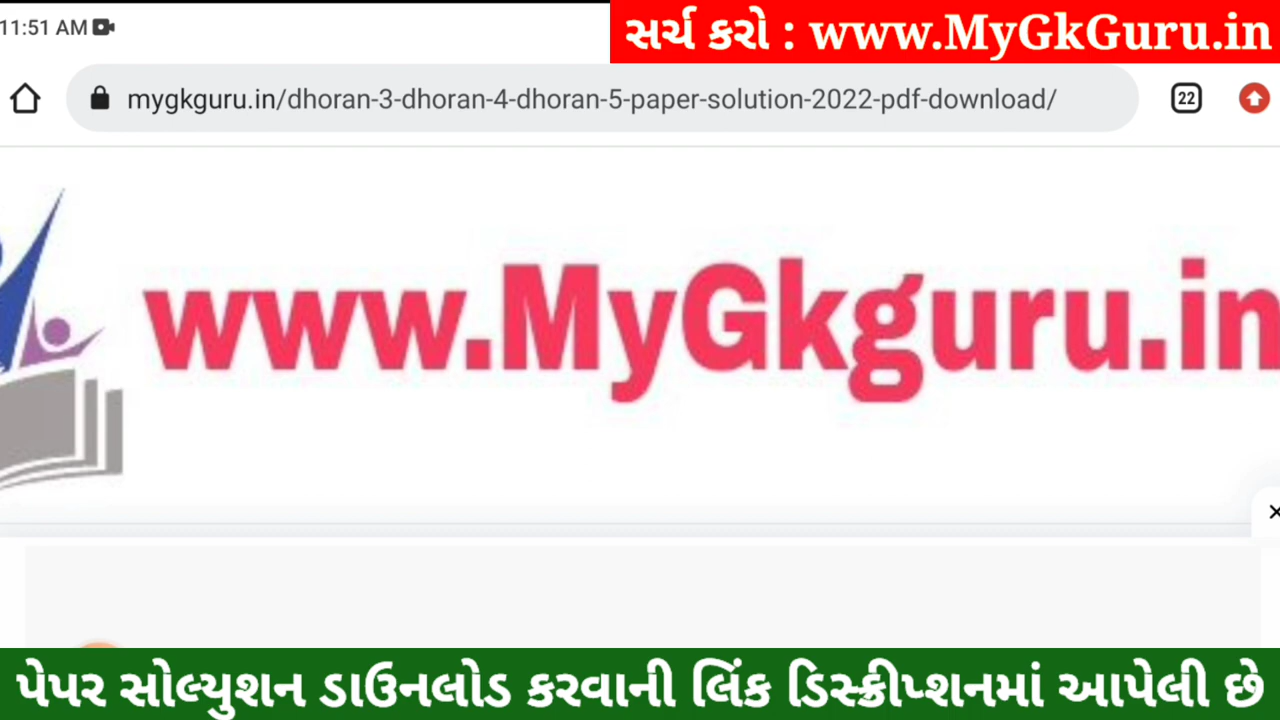 11:51 AM
સર્ચ કરો : www.MyGkGuru.in
mygkguru.in/dhoran-3-dhoran-4-dhoran-5-paper-solution-2022-pdf-download/
22
www.MyGkguru.in
પેપર સોલ્યુશન ડાઉનલોડ કરવાની લિંક ડિસ્ક્રીપ્શનમાં આપેલી છે